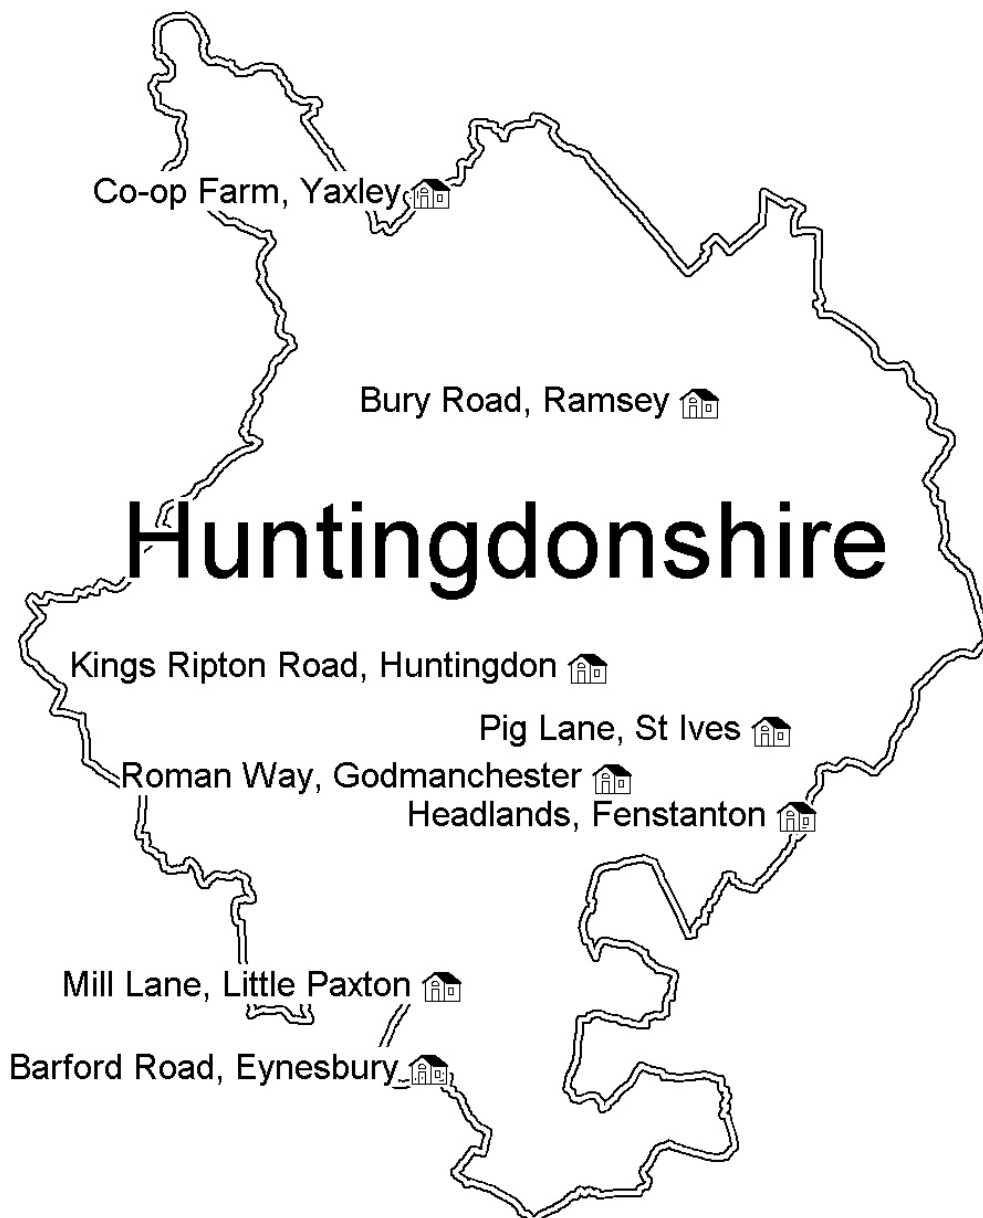 Co-op Farm, Yaxley
Bury Road, Ramsey
Huntingdonshire
Kings Ripton Road, Huntingdon
Pig Lane, St Ives
Roman Way, Godmanchester
Headlands, Fenstanton
Mill Lane, Little Paxton
Barford Road, Eynesbury